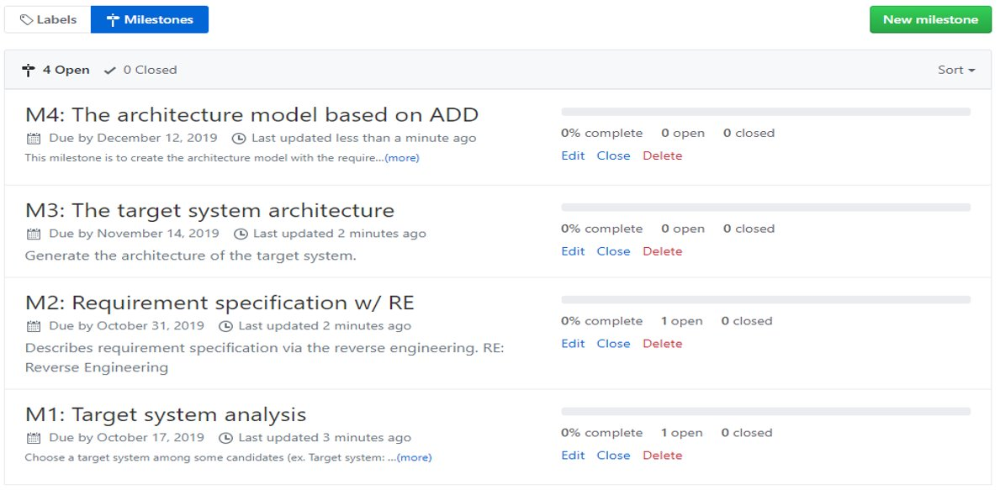 Labels Milestones New milestone
4 Open 0 Closed Sort
M4: The architecture model based on ADD
Due by December 12, 2019 Last updated less than a minute ago
This milestone is to create the architecture model with the require...(more)
0% complete 0 open 0 closed
Edit Close Delete
M3: The target system architecture
Due by November 14, 2019 Last updated 2 minutes ago
Generate the architecture of the target system.
0% complete 0 open 0 closed
Edit Close Delete
M2: Requirement specification w/ RE
Due by October 31, 2019 Last updated 2 minutes ago
Describes requirement specification via the reverse engineering. RE:
Reverse Engineering
0% complete 1 open 0 closed
Edit Close Delete
M1: Target system analysis
Due by October 17, 2019 Last updated 3 minutes ago
Choose a target system among some candidates (ex. Target system: ...(more)
0% complete 1 open 0 closed
Edit Close Delete